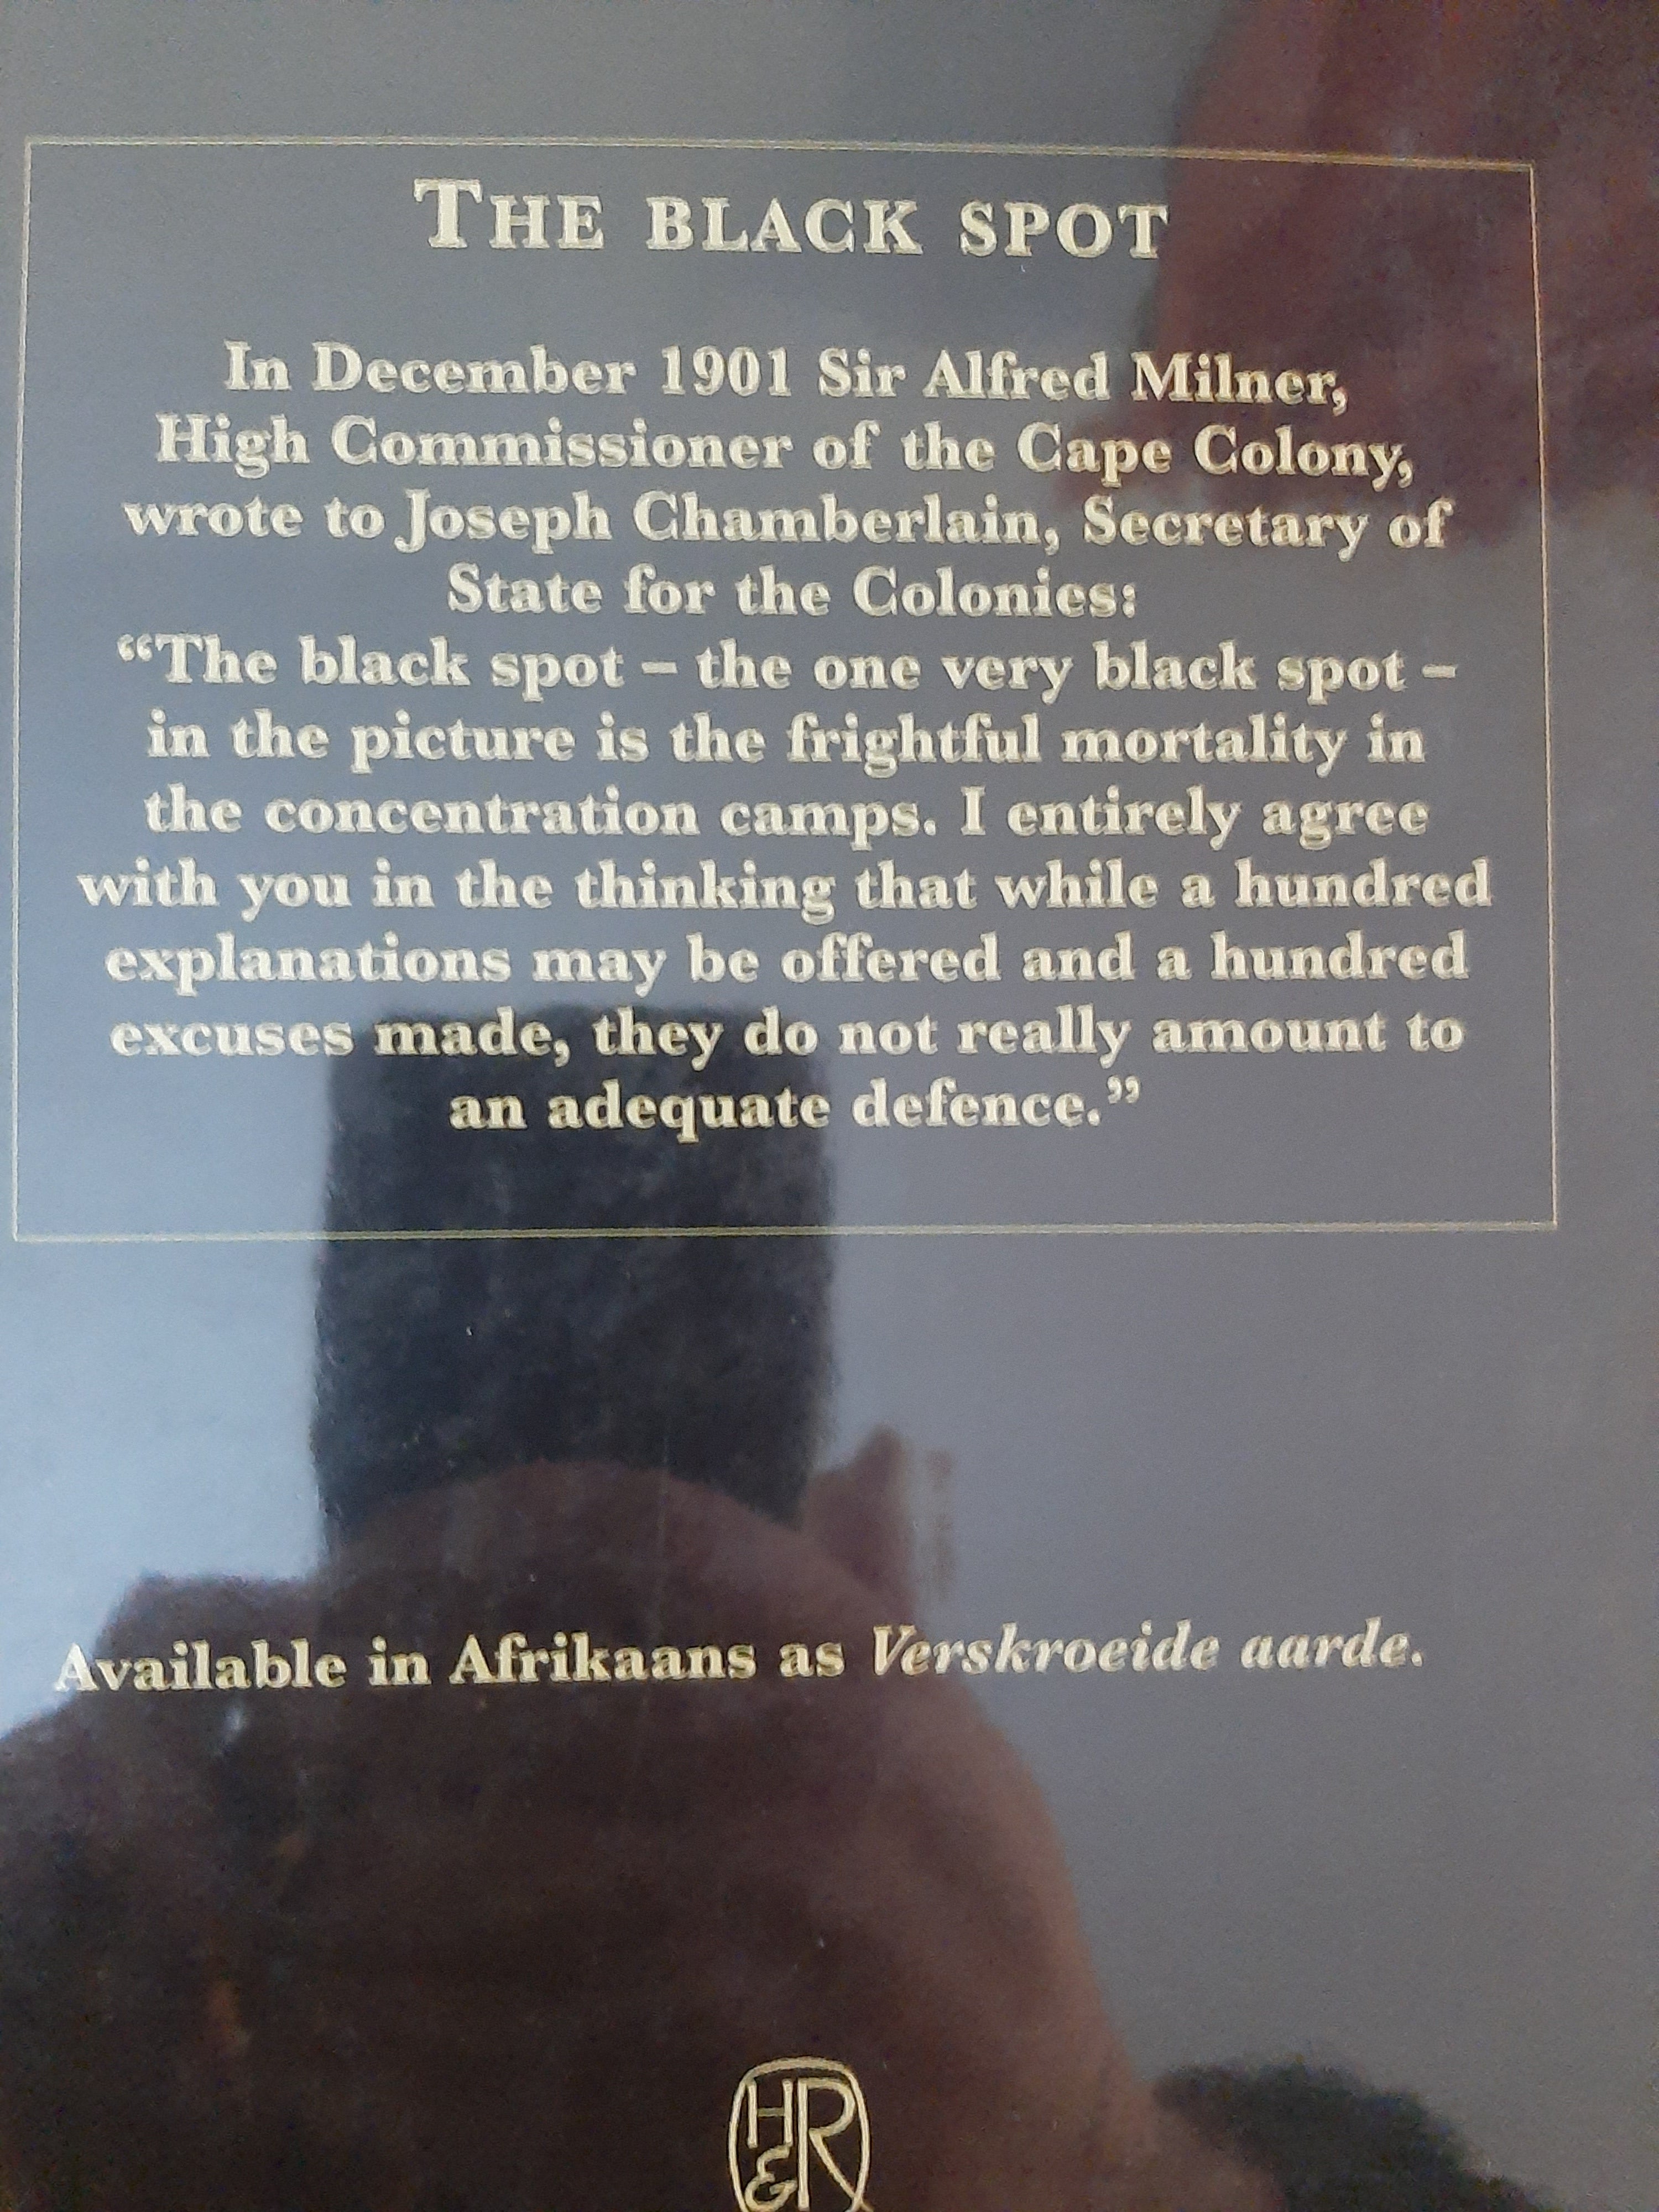 THE BLACK SPOT
In December 1901 Sir Alfred Milner,
High Commissioner of the Cape Colony,
wrote to Joseph Chamberlain, Secretary of
State for the Colonies:
“The black spot – the one very black spot –
in the picture is the frightful mortality in
the concentration camps. I entirely agree
with you in the thinking that while a hundred
explanations may be offered and a hundred
excuses made, they do not really amount to
an adequate defence.”
Available in Afrikaans as Verskroeide aarde.
H&R